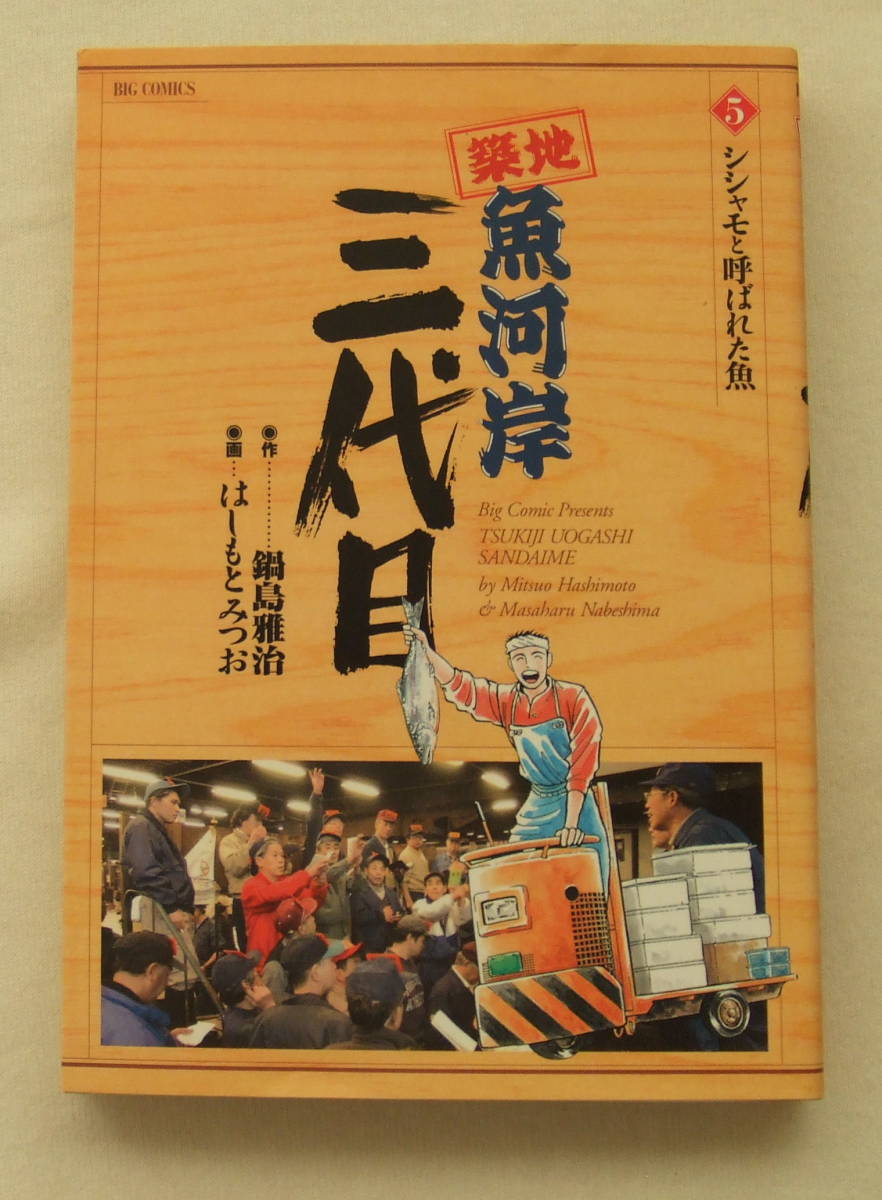 BIG COMICS
5
シシャモと呼ばれた魚
築地
魚河岸
三代目
Big Comic Presents
TSUKIJI UOGASHI
SANDAIME
by Mitsuo Hashimoto
& Masaharu Nabeshima
◉作……………鍋島雅治
◉画…はしもとみつお